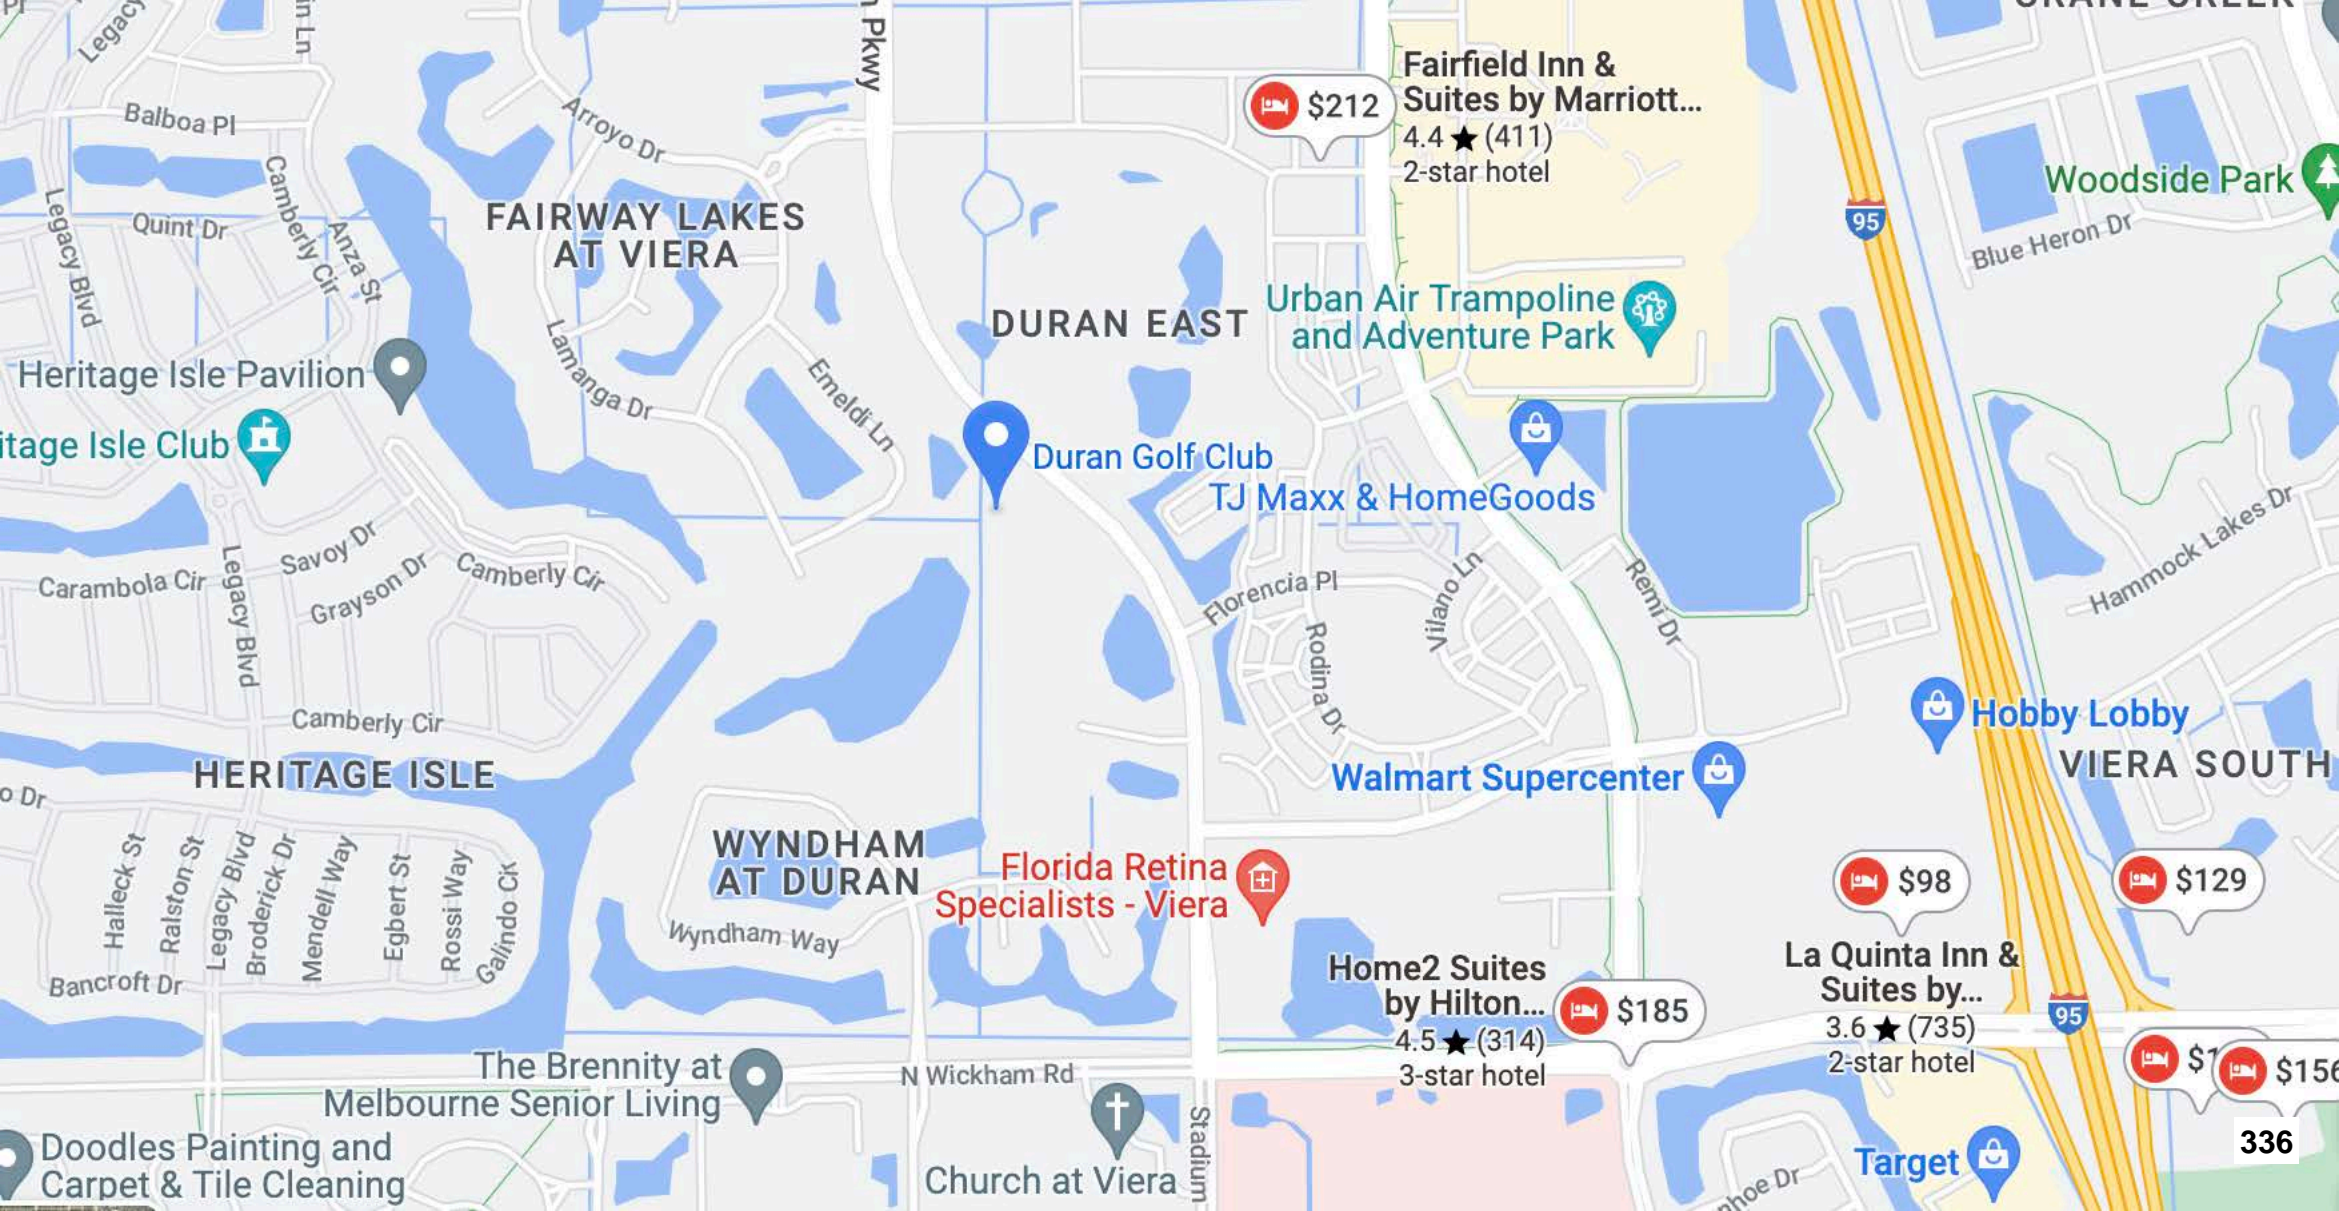 Legacy
in Ln
n Pkwy
Balboa Pl
Arroyo Dr
Camberly Cir
Legacy Blvd
Quint Dr
Anza St
FAIRWAY LAKES
AT VIERA
$212
Fairfield Inn &
Suites by Marriott...
4.4 ★ (411)
2-star hotel
95
Woodside Park
Blue Heron Dr
DURAN EAST
Urban Air Trampoline
and Adventure Park
Heritage Isle Pavilion
Lamanga Dr
Emeldi Ln
itage Isle Club
Duran Golf Club
TJ Maxx & HomeGoods
Hammock Lakes Dr
Savoy Dr
Carambola Cir
Grayson Dr
Camberly Cir
Legacy Blvd
Florencia Pl
Vilano Ln
Remi Dr
Rodina Dr
Camberly Cir
HERITAGE ISLE
o Dr
Hobby Lobby
VIERA SOUTH
Walmart Supercenter
WYNDHAM
AT DURAN
Wyndham Way
Florida Retina
Specialists - Viera
Halleck St
Ralston St
Legacy Blvd
Broderick Dr
Mendell Way
Egbert St
Rossi Way
Galindo Cir
Bancroft Dr
$98
La Quinta Inn &
Suites by...
3.6 ★ (735)
2-star hotel
$129
Home2 Suites
by Hilton...
4.5 ★ (314)
3-star hotel
$185
95
$1
$156
336
The Brennity at
Melbourne Senior Living
N Wickham Rd
Stadium
Church at Viera
Doodles Painting and
Carpet & Tile Cleaning
Target
hoe Dr